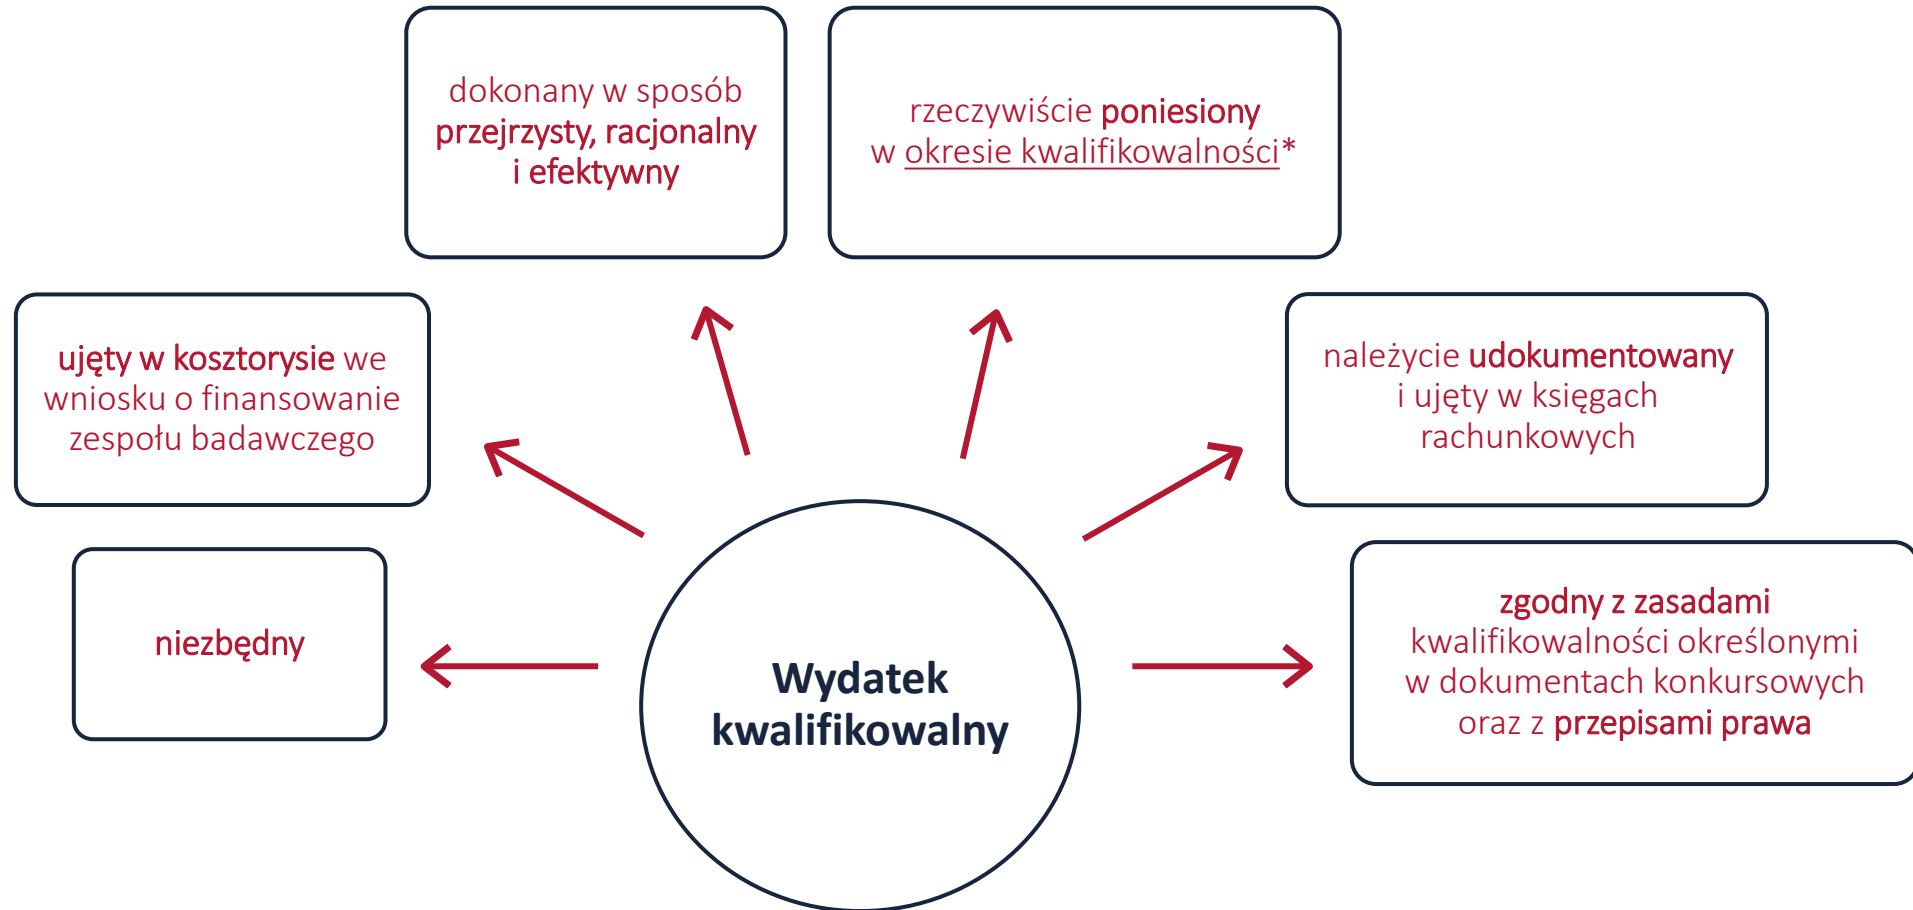 dokonany w sposób
przejrzysty, racjonalny
i efektywny
rzeczywiście poniesiony
w okresie kwalifikowalności*
ujęty w kosztorysie we
wniosku o finansowanie
zespołu badawczego
należycie udokumentowany
i ujęty w księgach
rachunkowych
niezbędny
zgodny z zasadami
kwalifikowalności określonymi
w dokumentach konkursowych
oraz z przepisami prawa
Wydatek
kwalifikowalny